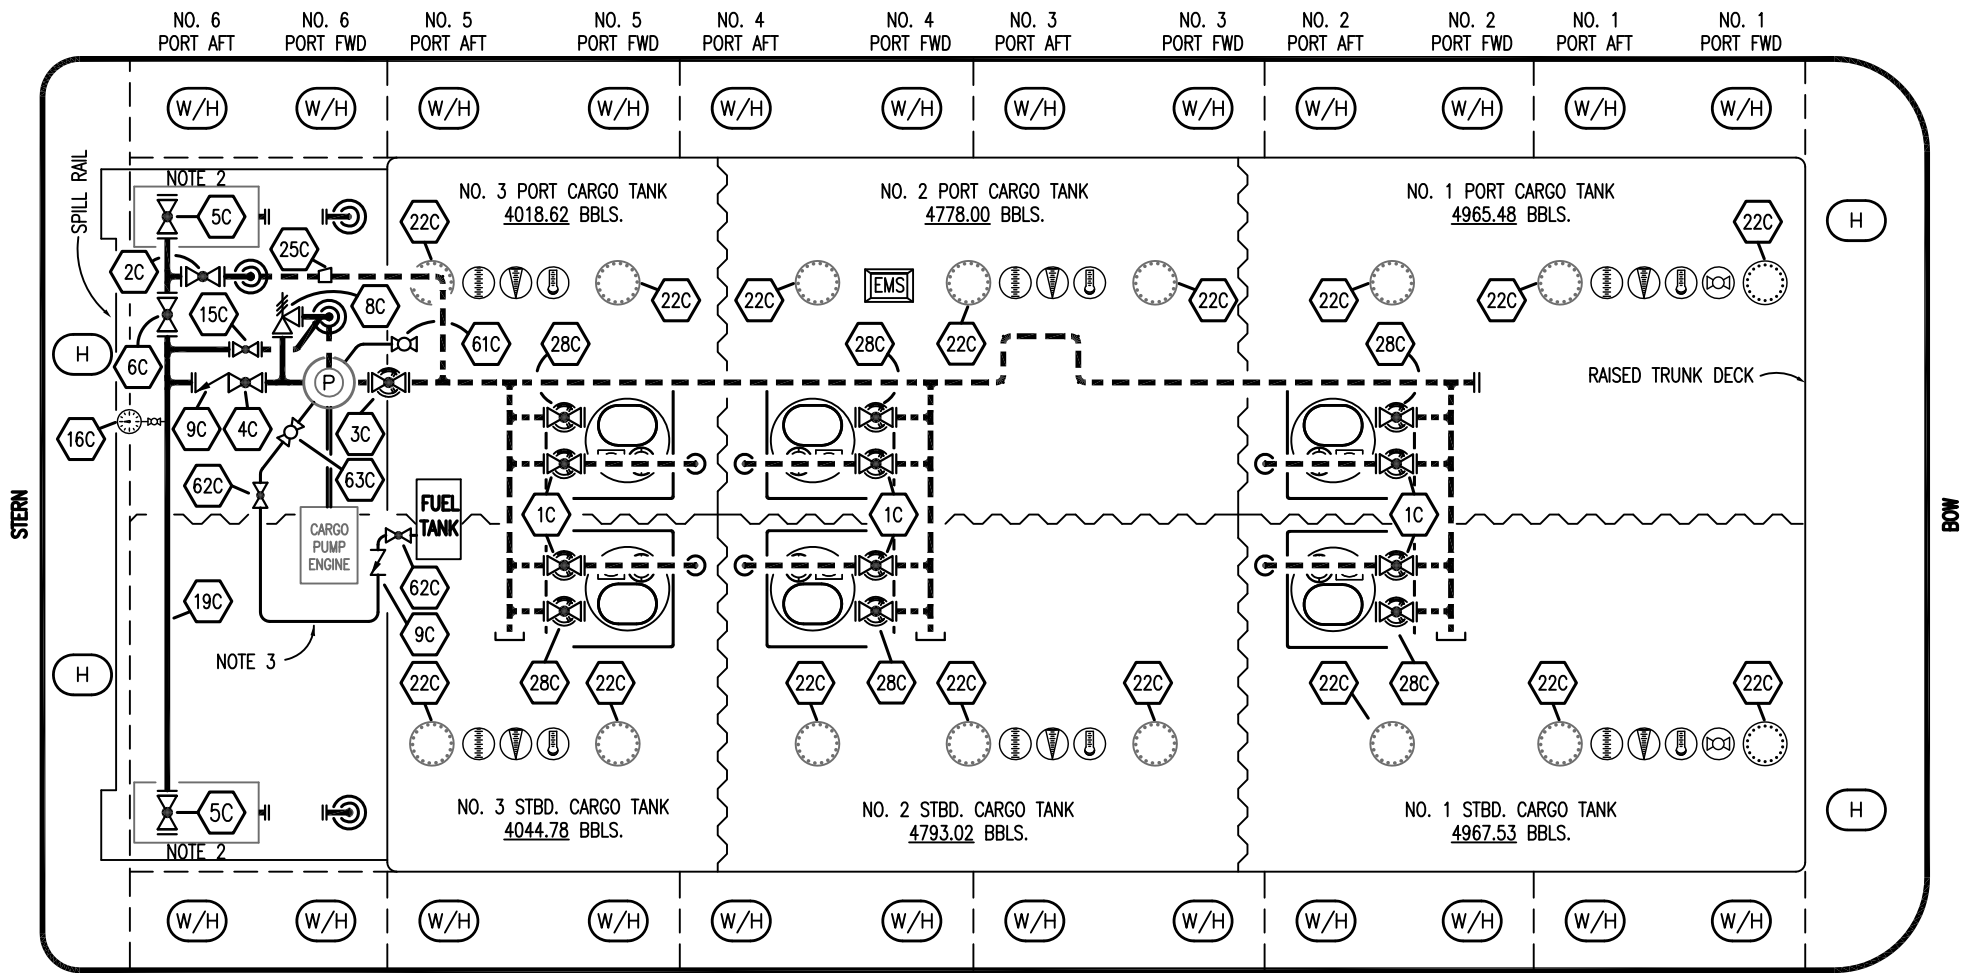 NO. 6
PORT AFT
NO. 6
PORT FWD
NO. 5
PORT AFT
NO. 5
PORT FWD
NO. 4
PORT AFT
NO. 4
PORT FWD
NO. 3
PORT AFT
NO. 3
PORT FWD
NO. 2
PORT AFT
NO. 2
PORT FWD
NO. 1
PORT AFT
NO. 1
PORT FWD
W/H
W/H
W/H
W/H
W/H
W/H
W/H
W/H
W/H
W/H
W/H
W/H
SPILL RAIL
NOTE 2
5C
NO. 3 PORT CARGO TANK
4018.62 BBLS.
NO. 2 PORT CARGO TANK
4778.00 BBLS.
NO. 1 PORT CARGO TANK
4965.48 BBLS.
22C
22C
H
2C
25C
22C
22C
EMS
22C
22C
22C
15C
8C
H
6C
61C
28C
28C
22C
28C
P
RAISED TRUNK DECK
16C
9C
4C
3C
62C
63C
STERN
FUEL
TANK
1C
1C
1C
BOW
CARGO
PUMP
ENGINE
19C
62C
9C
NOTE 3
H
22C
28C
22C
22C
28C
22C
22C
22C
28C
22C
22C
5C
NO. 3 STBD. CARGO TANK
4044.78 BBLS.
NO. 2 STBD. CARGO TANK
4793.02 BBLS.
NO. 1 STBD. CARGO TANK
4967.53 BBLS.
H
NOTE 2
W/H
W/H
W/H
W/H
W/H
W/H
W/H
W/H
W/H
W/H
W/H
W/H